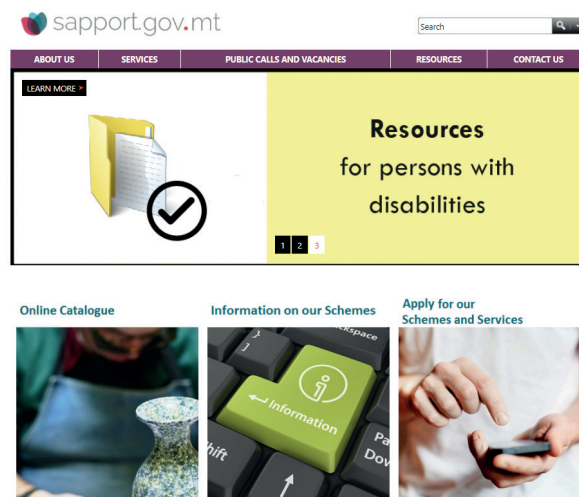 sapport.gov.mt
Search
ABOUT US
SERVICES
PUBLIC CALLS AND VACANCIES
RESOURCES
CONTACT US
LEARN MORE >
Resources
for persons with
disabilities
1 2 3
Online Catalogue
Information on our Schemes
Apply for our
Schemes and Services
}
]
Information
Shift